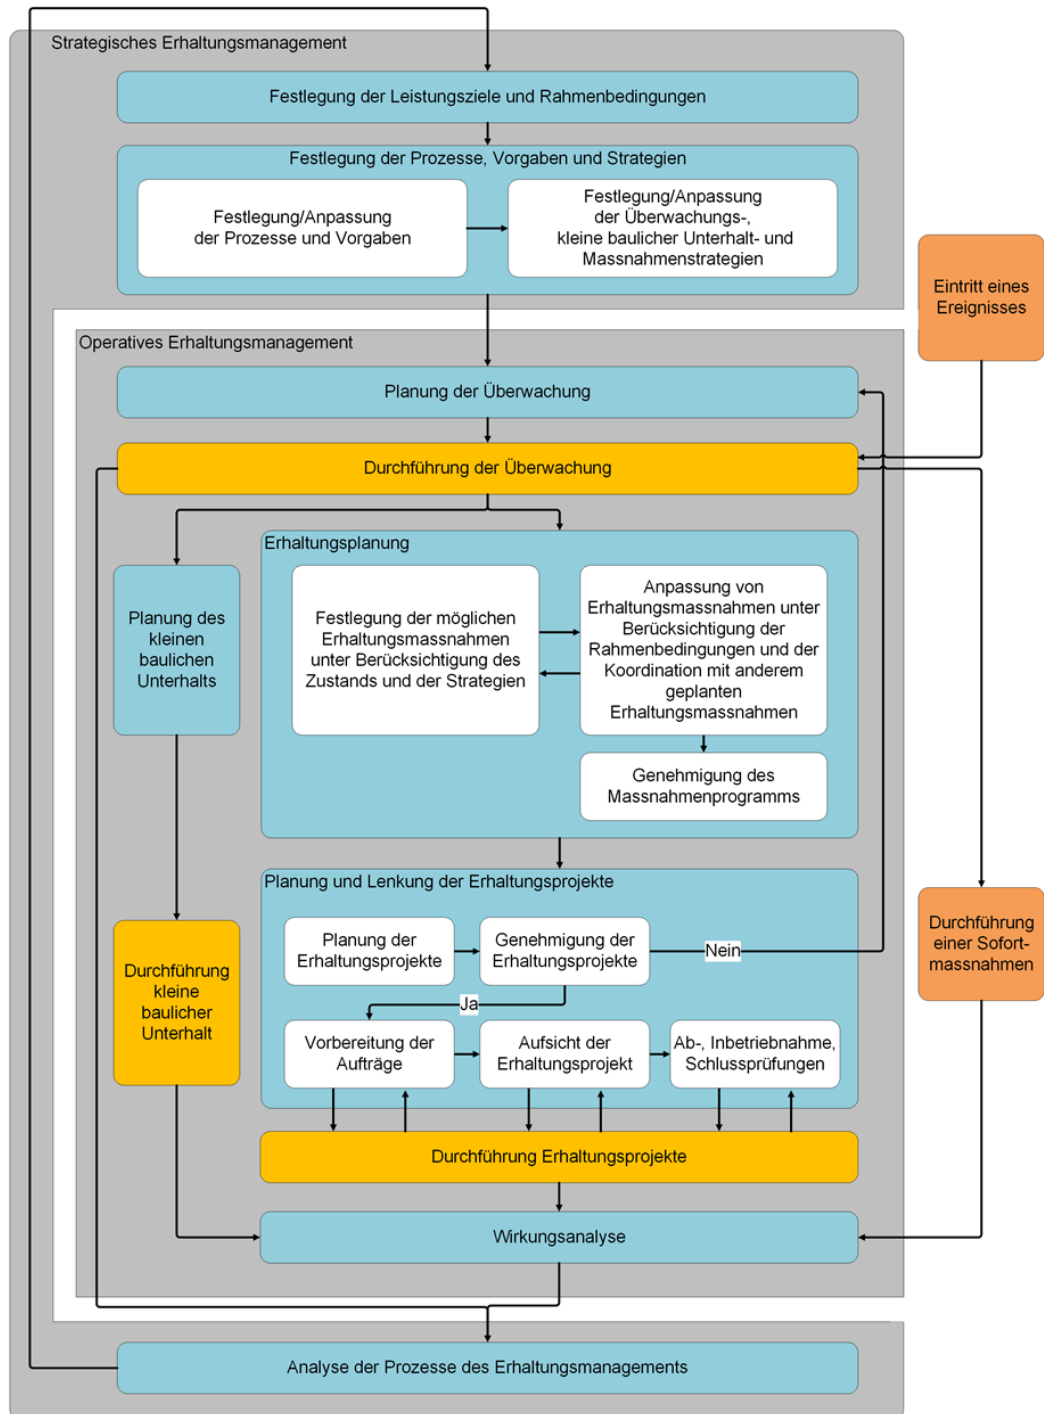 Strategisches Erhaltungsmanagement
Festlegung der Leistungsziele und Rahmenbedingungen
Festlegung der Prozesse, Vorgaben und Strategien
Festlegung/Anpassung
der Prozesse und Vorgaben
Festlegung/Anpassung
der Überwachungs-,
kleine baulicher Unterhalt- und
Massnahmenstrategien
Eintritt eines
Ereignisses
Operatives Erhaltungsmanagement
Planung der Überwachung
Durchführung der Überwachung
Erhaltungsplanung
Planung des
kleinen
baulichen
Unterhalts
Festlegung der möglichen
Erhaltungsmassnahmen
unter Berücksichtigung des
Zustands und der Strategien
Anpassung von
Erhaltungsmassnahmen unter
Berücksichtigung der
Rahmenbedingungen und der
Koordination mit anderem
geplanten
Erhaltungsmassnahmen
Genehmigung des
Massnahmenprogramms
Planung und Lenkung der Erhaltungsprojekte
Planung der
Erhaltungsprojekte
Genehmigung der
Erhaltungsprojekte
Nein
Ja
Durchführung
kleine
baulicher
Unterhalt
Durchführung
einer Sofort-
massnahmen
Vorbereitung der
Aufträge
Aufsicht der
Erhaltungsprojekt
Ab-, Inbetriebnahme,
Schlussprüfungen
Durchführung Erhaltungsprojekte
Wirkungsanalyse
Analyse der Prozesse des Erhaltungsmanagements